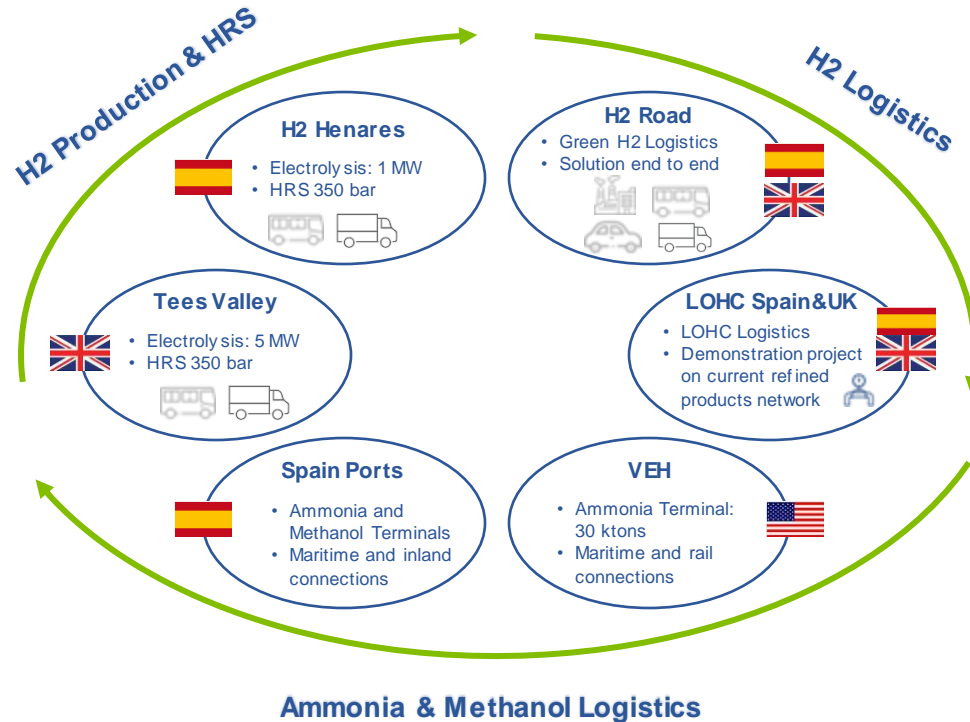 H2 Production & HRS
H2 Logistics
H2 Henares
• Electrolysis: 1 MW
• HRS 350 bar
H2 Road
• Green H2 Logistics
• Solution end to end
Tees Valley
• Electrolysis: 5 MW
• HRS 350 bar
LOHC Spain&UK
• LOHC Logistics
• Demonstration project
on current refined
products network
Spain Ports
• Ammonia and
Methanol Terminals
• Maritime and inland
connections
VEH
• Ammonia Terminal:
30 ktons
• Maritime and rail
connections
Ammonia & Methanol Logistics